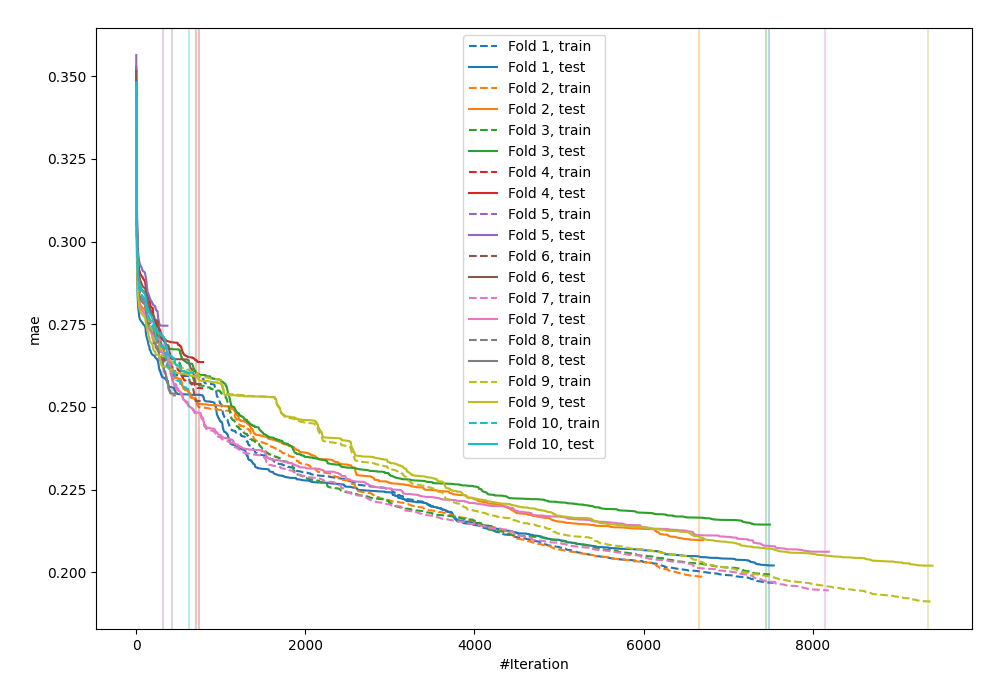 0.350
0.325
0.300
0.275
0.250
0.225
0.200
mae
0
2000
4000
6000
8000
#Iteration
Fold 1, train
Fold 1, test
Fold 2, train
Fold 2, test
Fold 3, train
Fold 3, test
Fold 4, train
Fold 4, test
Fold 5, train
Fold 5, test
Fold 6, train
Fold 6, test
Fold 7, train
Fold 7, test
Fold 8, train
Fold 8, test
Fold 9, train
Fold 9, test
Fold 10, train
Fold 10, test